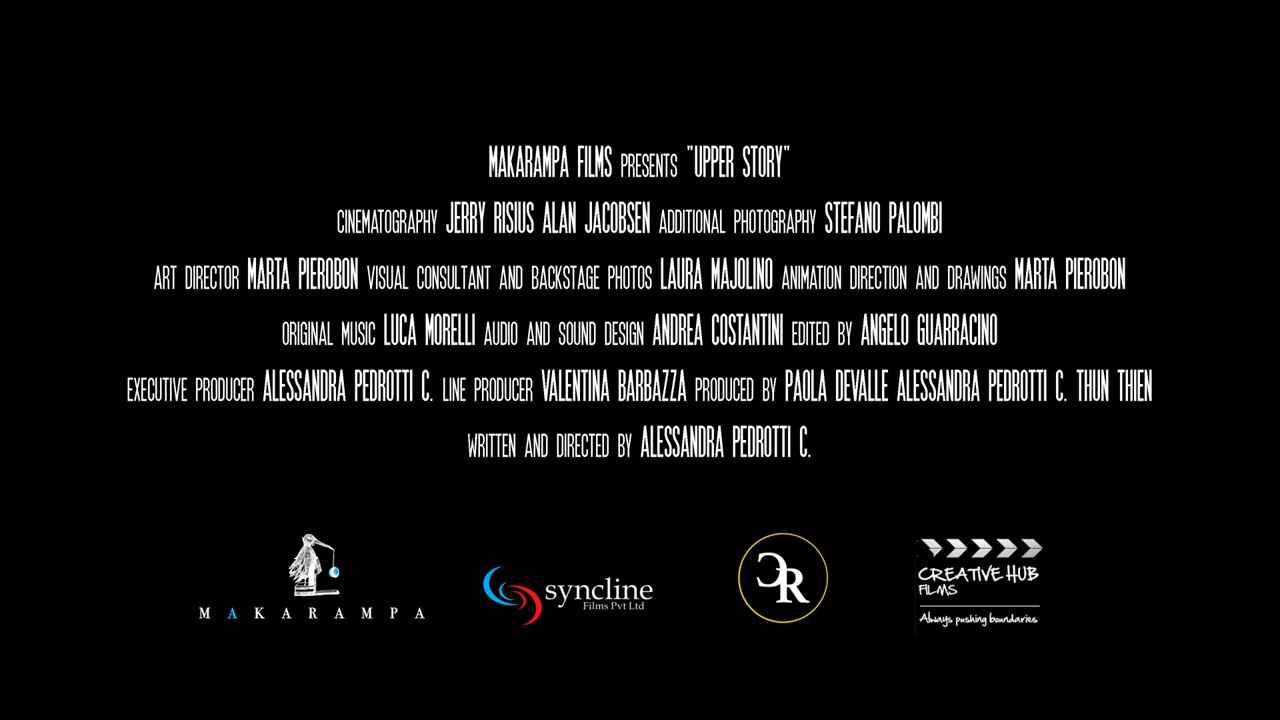 MAKARAMPA FILMS PRESENTS "UPPER STORY"
CINEMATOGRAPHY JERRY RISIUS ALAN JACOBSEN ADDITIONAL PHOTOGRAPHY STEFANO PALOMBI
ART DIRECTOR MARTA PIEROBON VISUAL CONSULTANT AND BACKSTAGE PHOTOS LAURA MAJOLINO ANIMATION DIRECTION AND DRAWINGS MARTA PIEROBON
ORIGINAL MUSIC LUCA MORELLI AUDIO AND SOUND DESIGN ANDREA COSTANTINI EDITED BY ANGELO GUARRACINO
EXECUTIVE PRODUCER ALESSANDRA PEDROTTI C. LINE PRODUCER VALENTINA BARBAZZA PRODUCED BY PAOLA DEVALLE ALESSANDRA PEDROTTI C. THUN THIEN
WRITTEN AND DIRECTED BY ALESSANDRA PEDROTTI C.
MAKARAMPA
syncline
Films Pvt Ltd
CR
CREATIVE HUB
FILMS
Always pushing boundaries